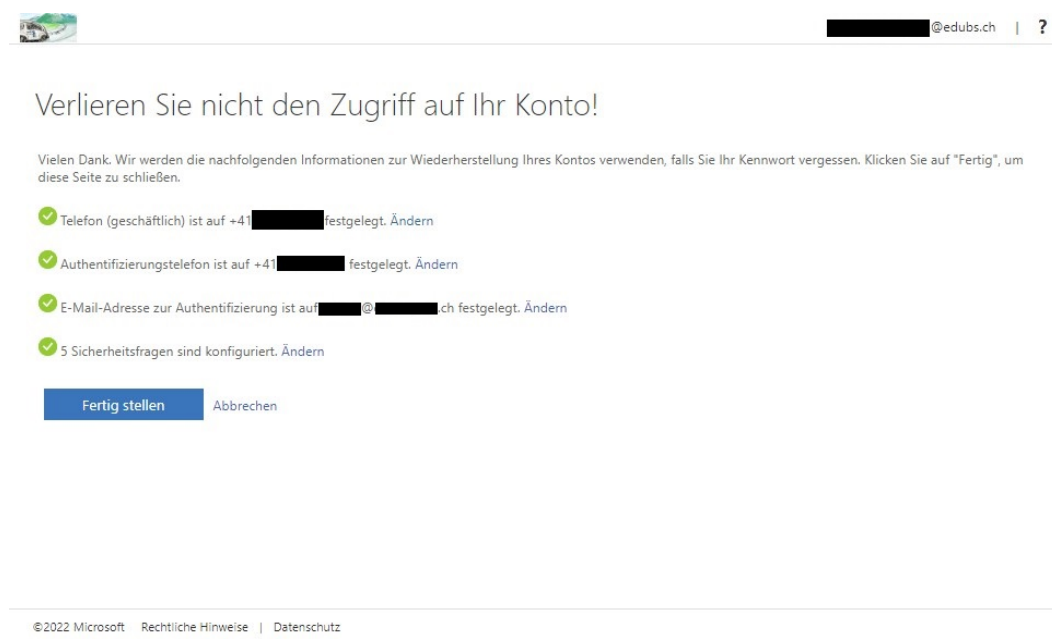 @edubs.ch | ?
Verlieren Sie nicht den Zugriff auf Ihr Konto!
Vielen Dank. Wir werden die nachfolgenden Informationen zur Wiederherstellung Ihres Kontos verwenden, falls Sie Ihr Kennwort vergessen. Klicken Sie auf "Fertig", um
diese Seite zu schließen.
Telefon (geschäftlich) ist auf +41 festgelegt. Ändern
Authentifizierungstelefon ist auf +41 festgelegt. Ändern
E-Mail-Adresse zur Authentifizierung ist auf @ .ch festgelegt. Ändern
5 Sicherheitsfragen sind konfiguriert. Ändern
Fertig stellen Abbrechen
©2022 Microsoft Rechtliche Hinweise | Datenschutz